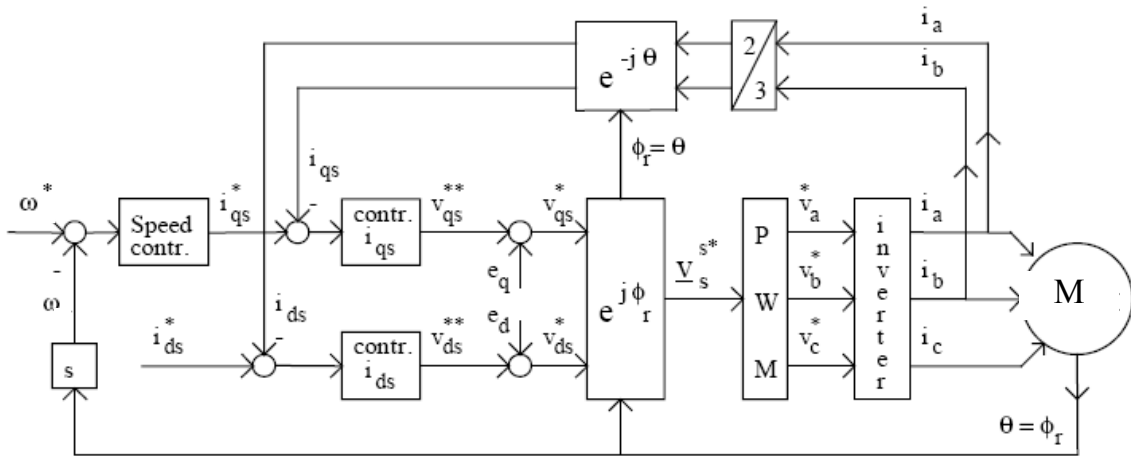 i_a
i_b
2
3
e^{-jθ}
ϕ_r = θ
i_qs
-
ω*
Speed
contr.
i*_qs
contr.
i_qs
v**_qs
v*_qs
e_q
e^{jϕ_r}
V_s^{s*}
P
W
M
v*_a
v*_b
v*_c
inverter
i_a
i_b
i_c
M
-
ω
s
i*_ds
i_ds
-
contr.
i_ds
v**_ds
e_d
v*_ds
θ = ϕ_r